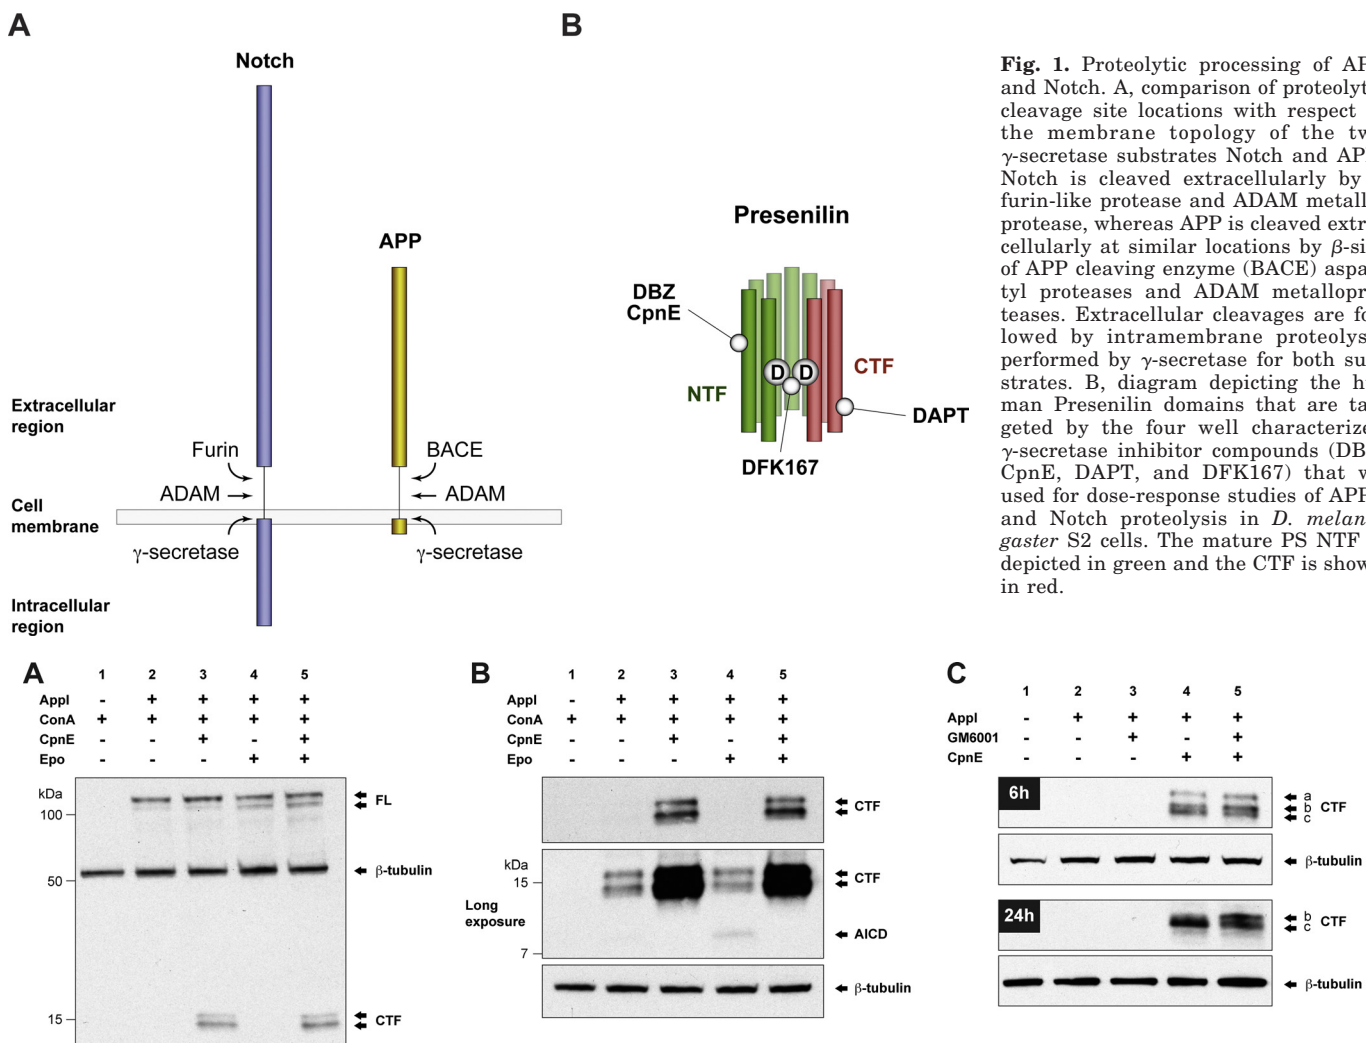 A
B
Notch
APP
Extracellular
region
Furin
BACE
ADAM
ADAM
Cell
membrane
γ-secretase
γ-secretase
Intracellular
region
Presenilin
DBZ
CpnE
D
D
NTF
CTF
DAPT
DFK167
Fig. 1. Proteolytic processing of AP
and Notch. A, comparison of proteolyt
cleavage site locations with respect
the membrane topology of the tw
γ-secretase substrates Notch and AP
Notch is cleaved extracellularly by
furin-like protease and ADAM metall
protease, whereas APP is cleaved extr
cellularly at similar locations by β-si
of APP cleaving enzyme (BACE) aspa
tyl proteases and ADAM metallopr
teases. Extracellular cleavages are fo
lowed by intramembrane proteolys
performed by γ-secretase for both su
strates. B, diagram depicting the h
man Presenilin domains that are ta
geted by the four well characterize
γ-secretase inhibitor compounds (DB
CpnE, DAPT, and DFK167) that w
used for dose-response studies of APP
and Notch proteolysis in D. melan
gaster S2 cells. The mature PS NTF
depicted in green and the CTF is show
in red.
A
1 2 3 4 5
Appl - + + + +
ConA + + + + +
CpnE - - + - +
Epo - - - + +
kDa
100
50
15
FL
β-tubulin
CTF
B
1 2 3 4 5
Appl - + + + +
ConA + + + + +
CpnE - - + - +
Epo - - - + +
CTF
kDa
15
CTF
Long
exposure
AICD
7
β-tubulin
C
1 2 3 4 5
Appl - + + + +
GM6001 - - + - +
CpnE - - - + +
6h
a
b CTF
c
β-tubulin
24h
b CTF
c
β-tubulin